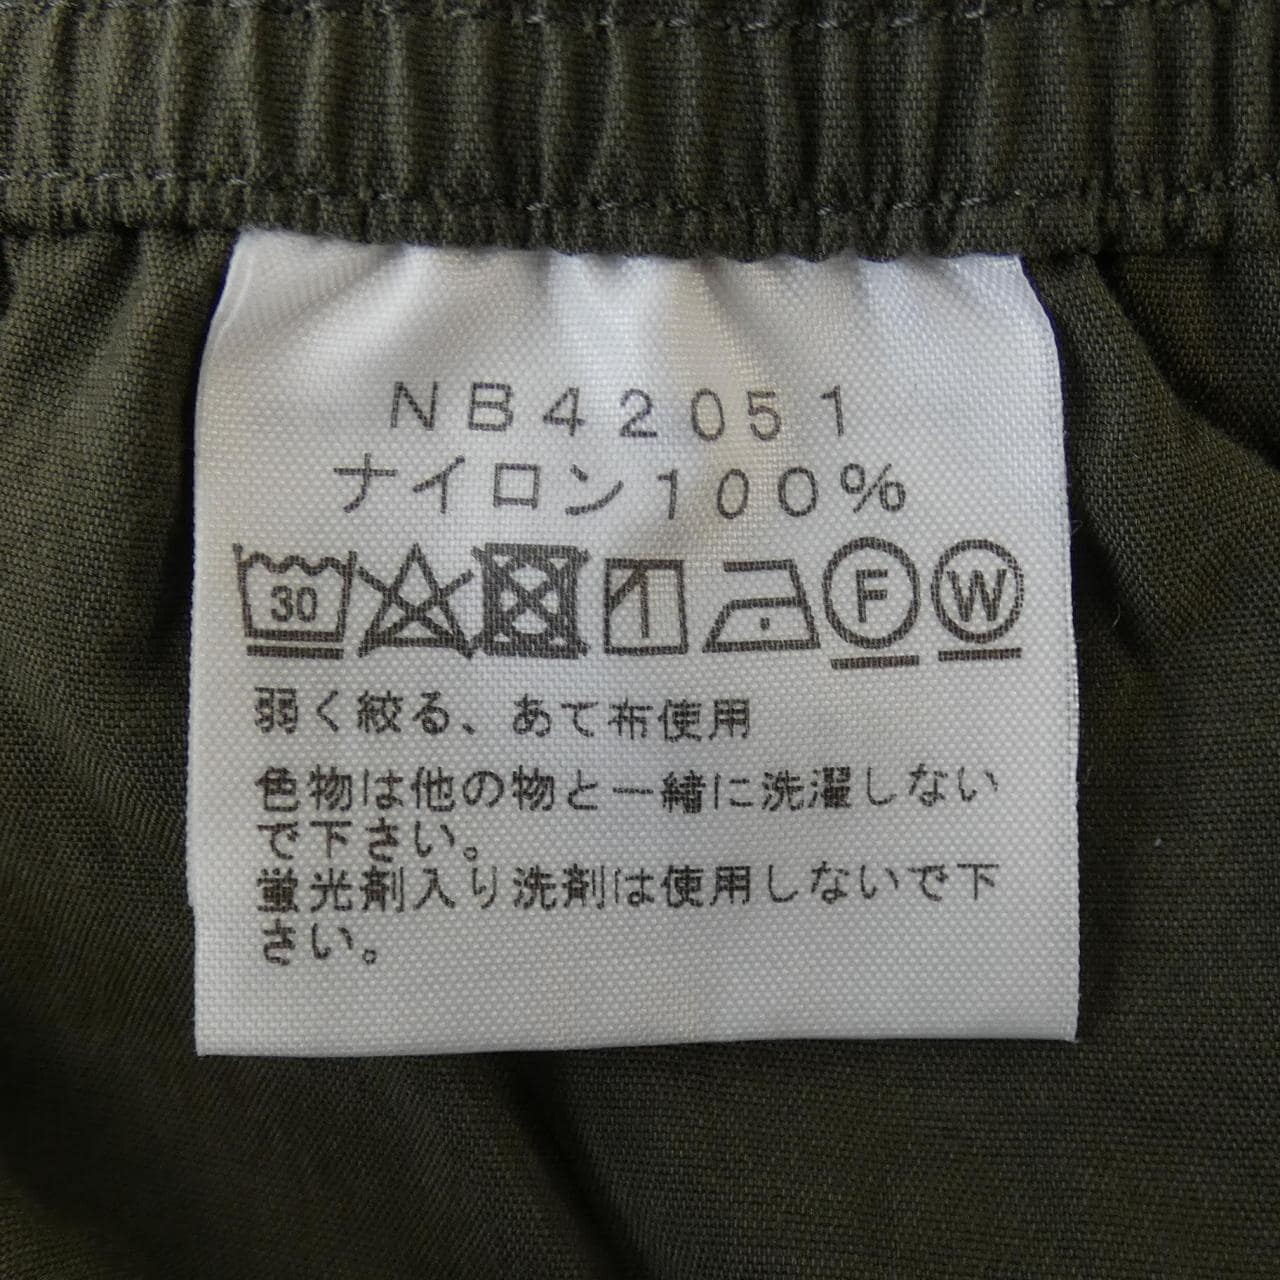 NB42051
ナイロン100%
30 F W
弱く絞る、あて布使用
色物は他の物と一緒に洗濯しない
で下さい。
蛍光剤入り洗剤は使用しないで下
さい。